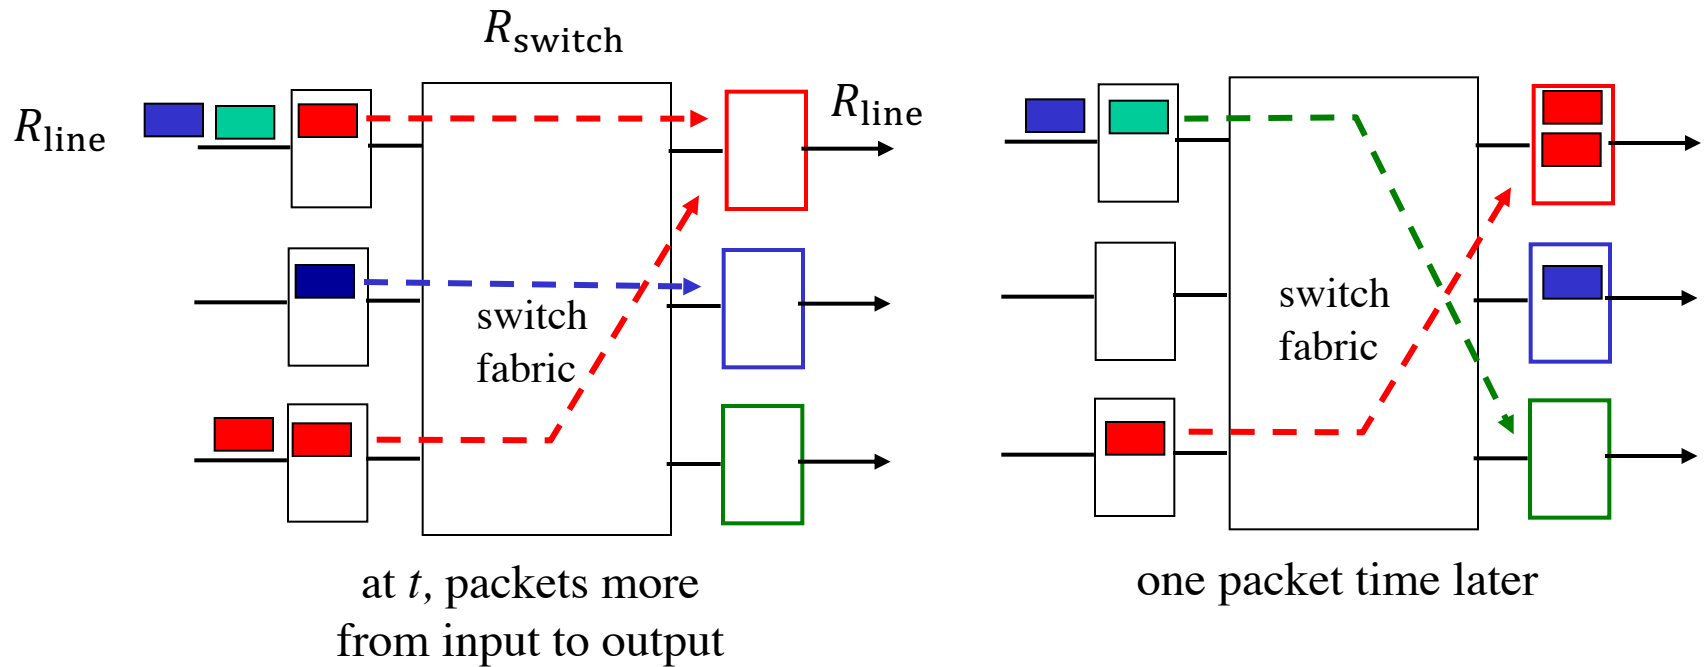 R_switch
R_line
R_line
switch
fabric
switch
fabric
at t, packets more
from input to output
one packet time later